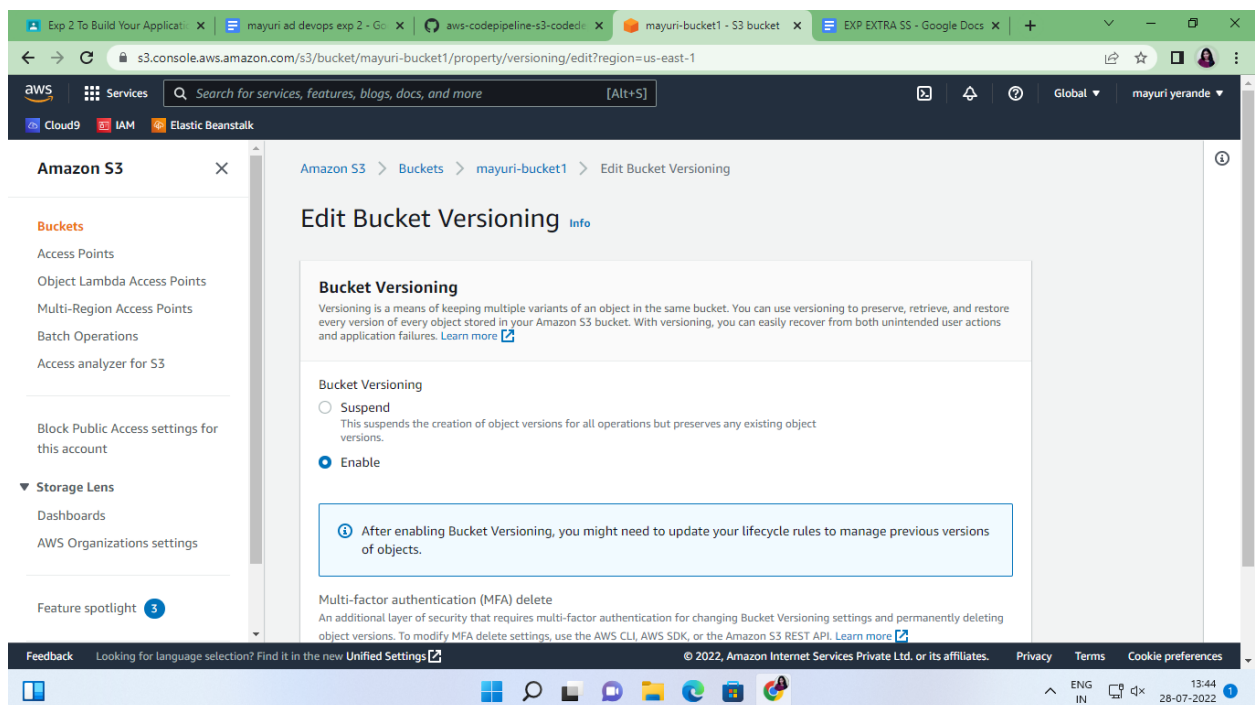 Exp 2 To Build Your Applicatio
mayuri ad devops exp 2 - Go
aws-codepipeline-s3-codede
mayuri-bucket1 - S3 bucket
EXP EXTRA SS - Google Docs
s3.console.aws.amazon.com/s3/bucket/mayuri-bucket1/property/versioning/edit?region=us-east-1
aws
Services
Search for services, features, blogs, docs, and more
[Alt+S]
Global
mayuri yerande
Cloud9
IAM
Elastic Beanstalk
Amazon S3
Buckets
Access Points
Object Lambda Access Points
Multi-Region Access Points
Batch Operations
Access analyzer for S3
Block Public Access settings for
this account
Storage Lens
Dashboards
AWS Organizations settings
Feature spotlight 3
Amazon S3 > Buckets > mayuri-bucket1 > Edit Bucket Versioning
Edit Bucket Versioning Info
Bucket Versioning
Versioning is a means of keeping multiple variants of an object in the same bucket. You can use versioning to preserve, retrieve, and restore
every version of every object stored in your Amazon S3 bucket. With versioning, you can easily recover from both unintended user actions
and application failures. Learn more
Bucket Versioning
Suspend
This suspends the creation of object versions for all operations but preserves any existing object
versions.
Enable
After enabling Bucket Versioning, you might need to update your lifecycle rules to manage previous versions
of objects.
Multi-factor authentication (MFA) delete
An additional layer of security that requires multi-factor authentication for changing Bucket Versioning settings and permanently deleting
object versions. To modify MFA delete settings, use the AWS CLI, AWS SDK, or the Amazon S3 REST API. Learn more
Feedback
Looking for language selection? Find it in the new Unified Settings
© 2022, Amazon Internet Services Private Ltd. or its affiliates.
Privacy
Terms
Cookie preferences
ENG
IN
13:44
28-07-2022
1